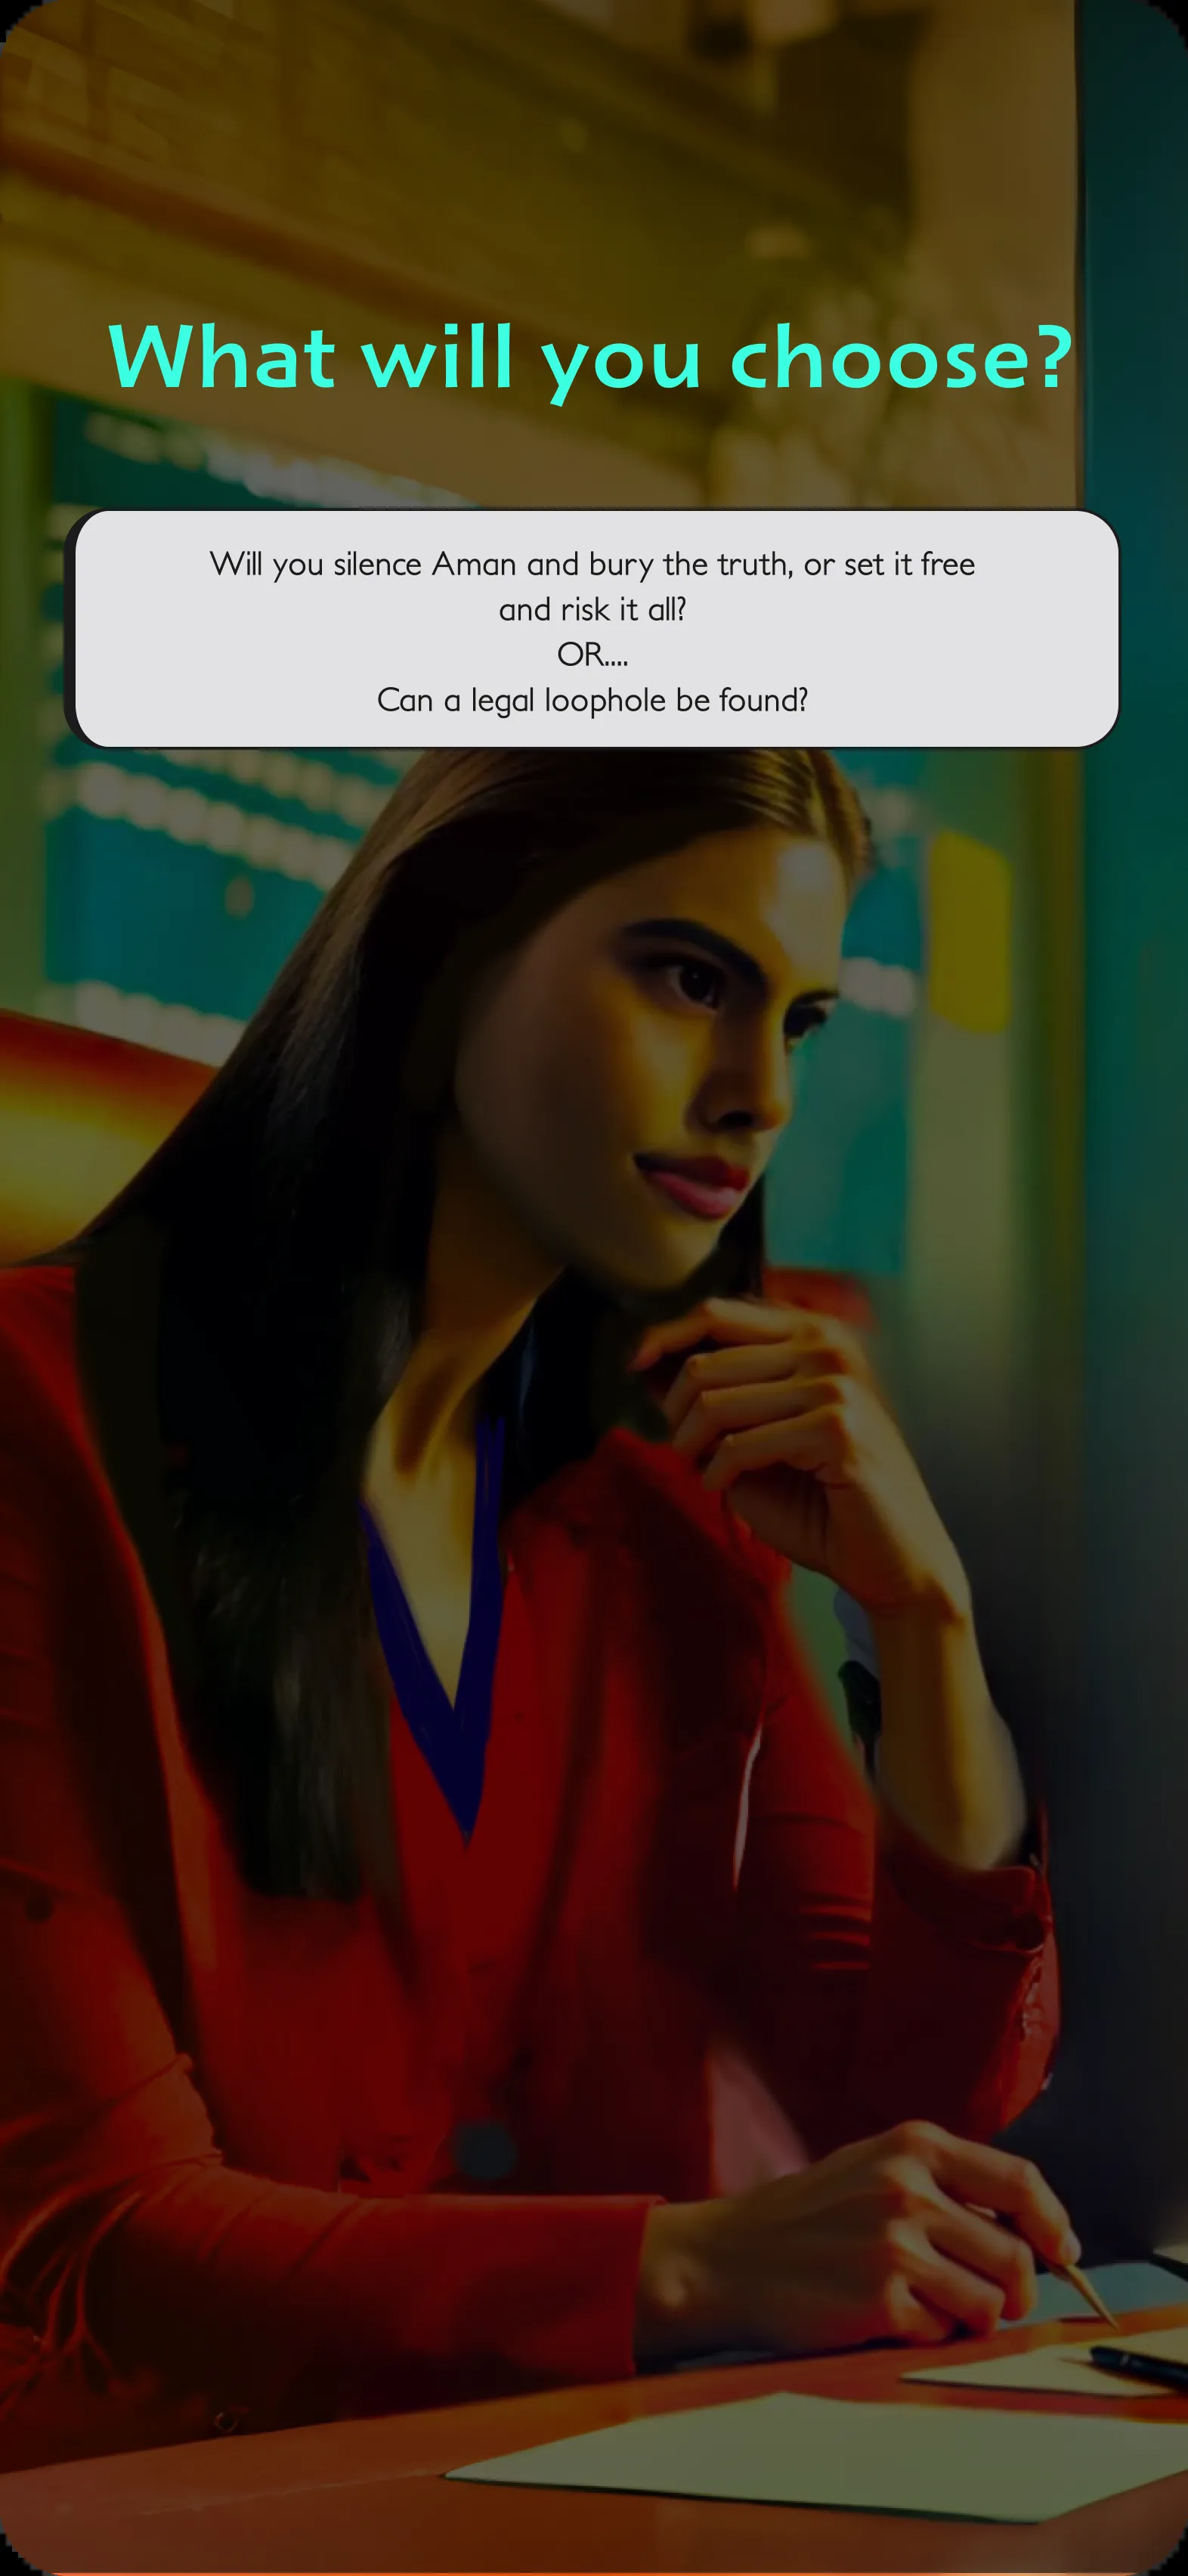 What will you choose?
Will you silence Aman and bury the truth, or set it free
and risk it all?
OR....
Can a legal loophole be found?